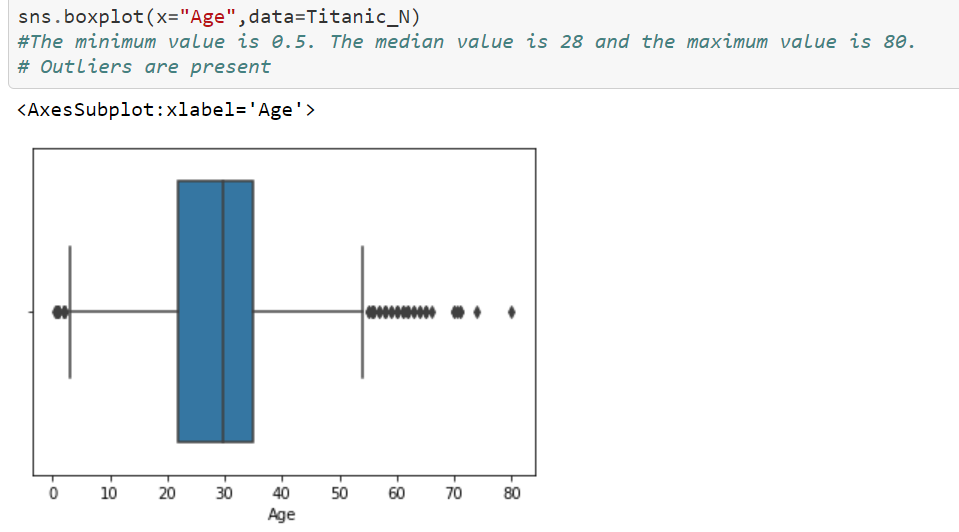 sns.boxplot(x="Age",data=Titanic_N)
#The minimum value is 0.5. The median value is 28 and the maximum value is 80.
# Outliers are present
<AxesSubplot:xlabel='Age'>
0 10 20 30 40 50 60 70 80
Age